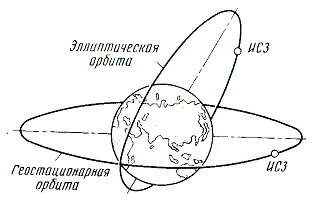 Эллиптическая
орбита
ИСЗ
Геостационарная
орбита
ИСЗ